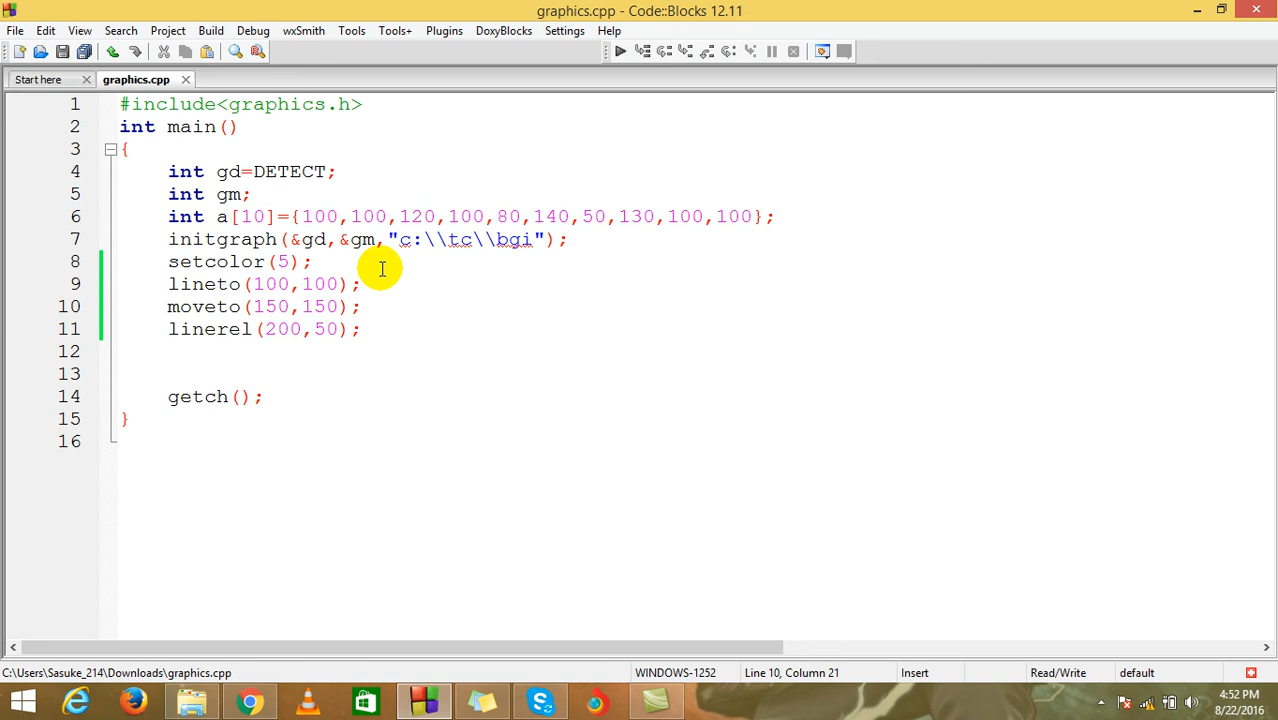 graphics.cpp - Code::Blocks 12.11
File Edit View Search Project Build Debug wxSmith Tools Tools+ Plugins DoxyBlocks Settings Help
Start here graphics.cpp
1 #include<graphics.h>
2 int main()
3 {
4 int gd=DETECT;
5 int gm;
6 int a[10]={100,100,120,100,80,140,50,130,100,100};
7 initgraph(&gd,&gm,"c:\\tc\\bgi");
8 setcolor(5);
9 lineto(100,100);
10 moveto(150,150);
11 linerel(200,50);
12
13
14 getch();
15 }
16
C:\Users\Sasuke_214\Downloads\graphics.cpp WINDOWS-1252 Line 10, Column 21 Insert Read/Write default
4:52 PM
8/22/2016